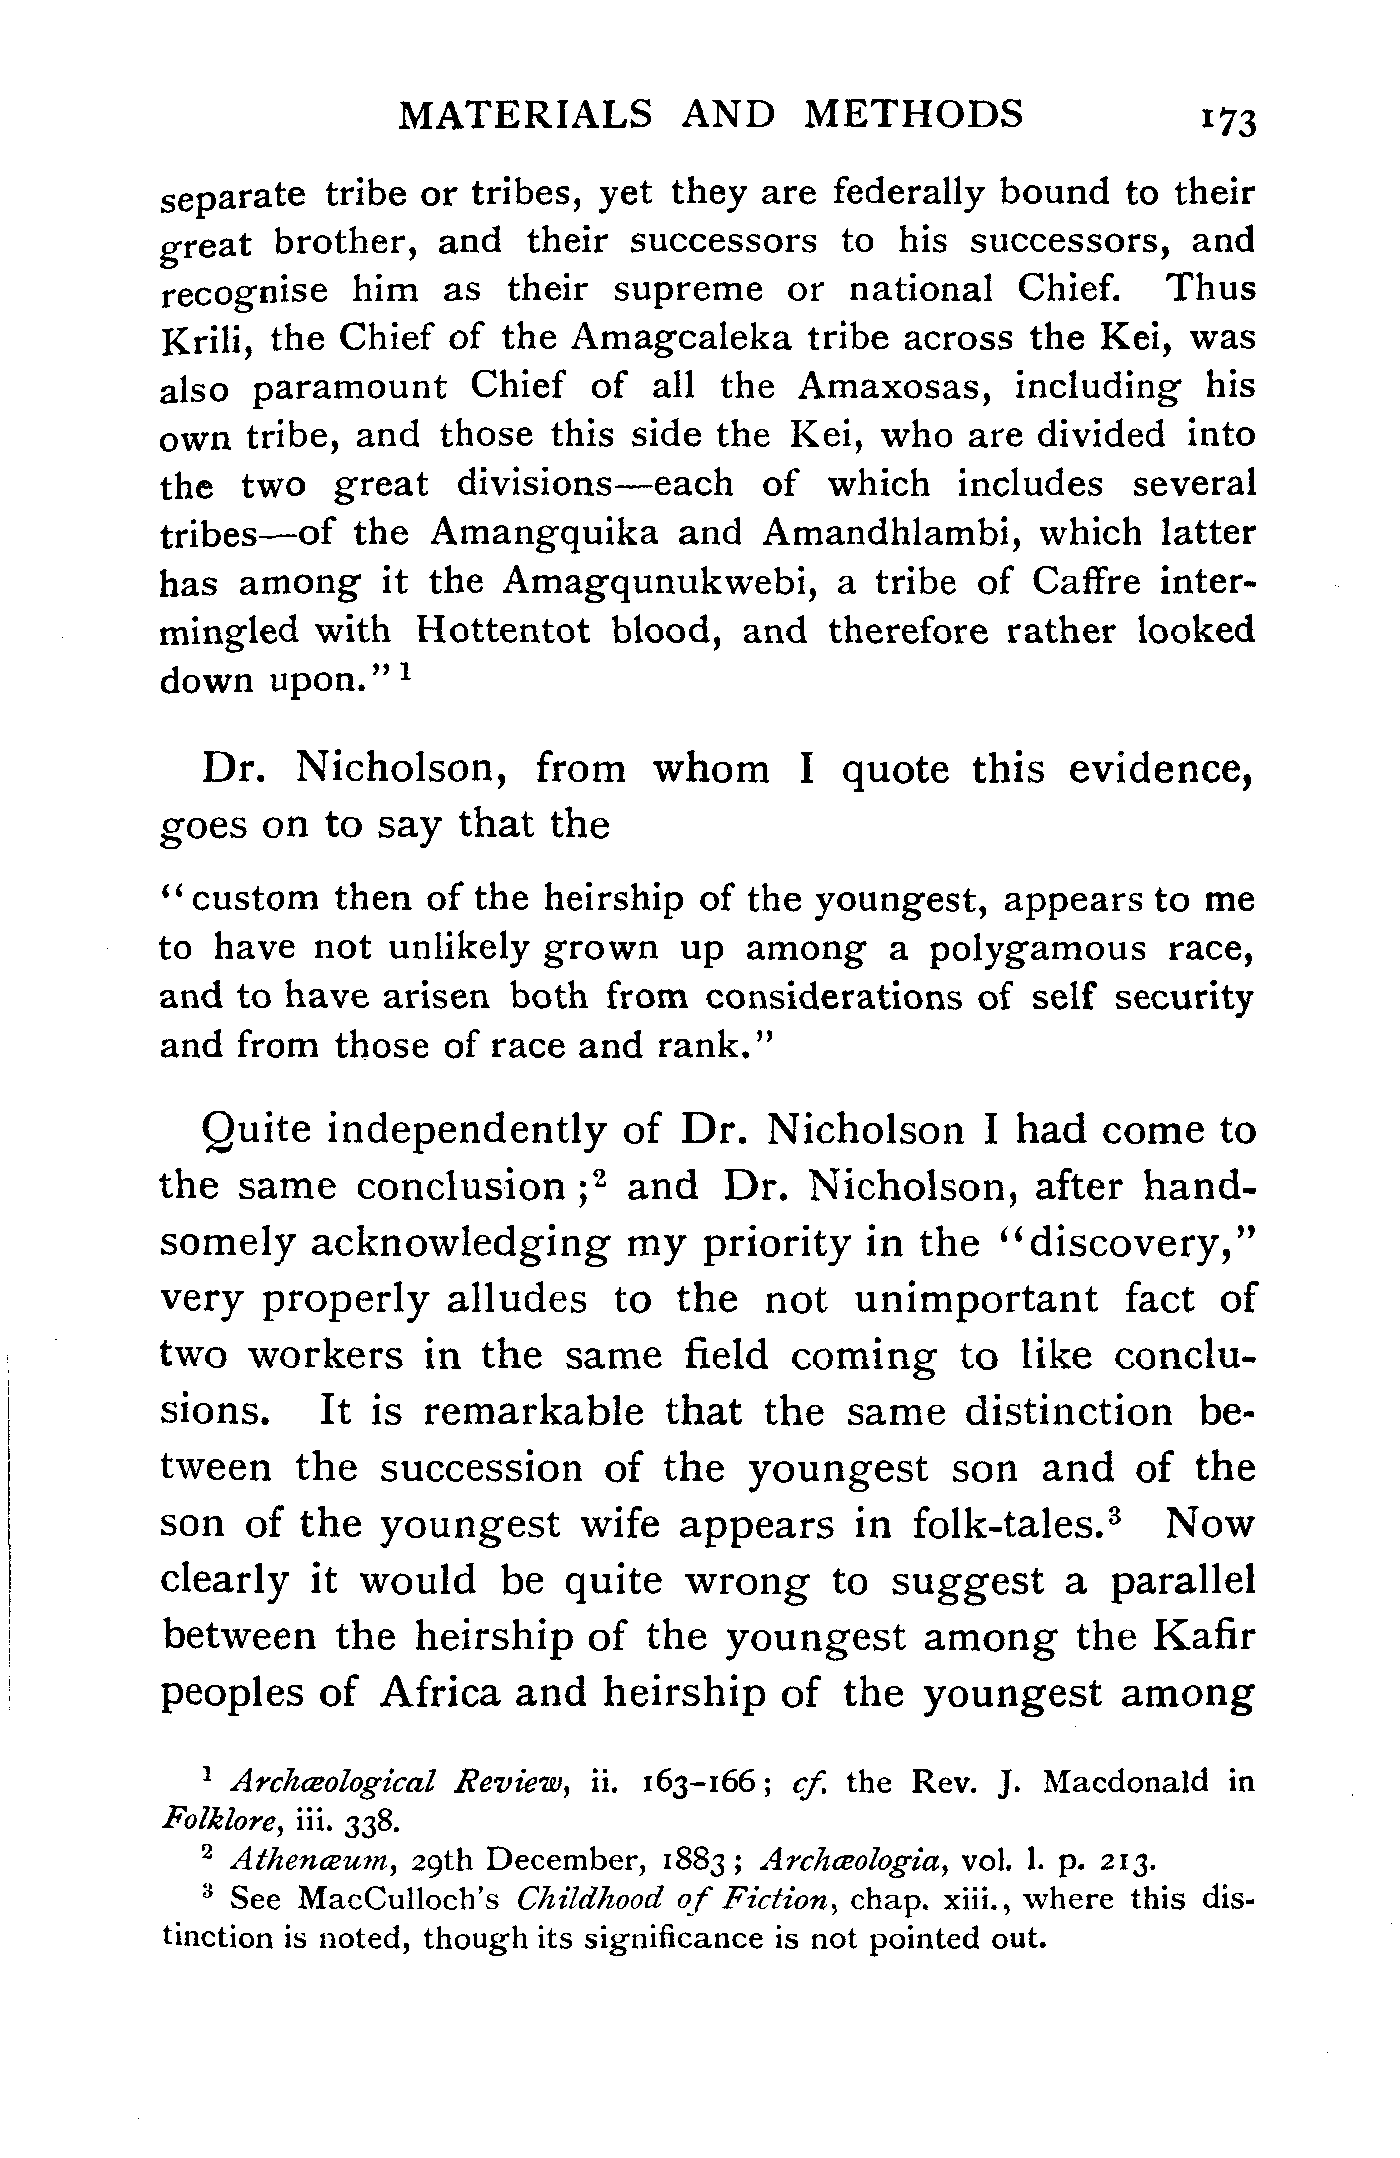 MATERIALS AND METHODS 173
separate tribe or tribes, yet they are federally bound to their
great brother, and their successors to his successors, and
recognise him as their supreme or national Chief. Thus
Krili, the Chief of the Amagcaleka tribe across the Kei, was
also paramount Chief of all the Amaxosas, including his
own tribe, and those this side the Kei, who are divided into
the two great divisions—each of which includes several
tribes—of the Amangquika and Amandhlambi, which latter
has among it the Amagqunukwebi, a tribe of Caffre inter-
mingled with Hottentot blood, and therefore rather looked
down upon." ¹
Dr. Nicholson, from whom I quote this evidence,
goes on to say that the
"custom then of the heirship of the youngest, appears to me
to have not unlikely grown up among a polygamous race,
and to have arisen both from considerations of self security
and from those of race and rank."
Quite independently of Dr. Nicholson I had come to
the same conclusion ;² and Dr. Nicholson, after hand-
somely acknowledging my priority in the "discovery,"
very properly alludes to the not unimportant fact of
two workers in the same field coming to like conclu-
sions. It is remarkable that the same distinction be-
tween the succession of the youngest son and of the
son of the youngest wife appears in folk-tales.³ Now
clearly it would be quite wrong to suggest a parallel
between the heirship of the youngest among the Kafir
peoples of Africa and heirship of the youngest among
¹ Archæological Review, ii. 163-166; cf. the Rev. J. Macdonald in
Folklore, iii. 338.
² Athenæum, 29th December, 1883; Archæologia, vol. l. p. 213.
³ See MacCulloch's Childhood of Fiction, chap. xiii., where this dis-
tinction is noted, though its significance is not pointed out.